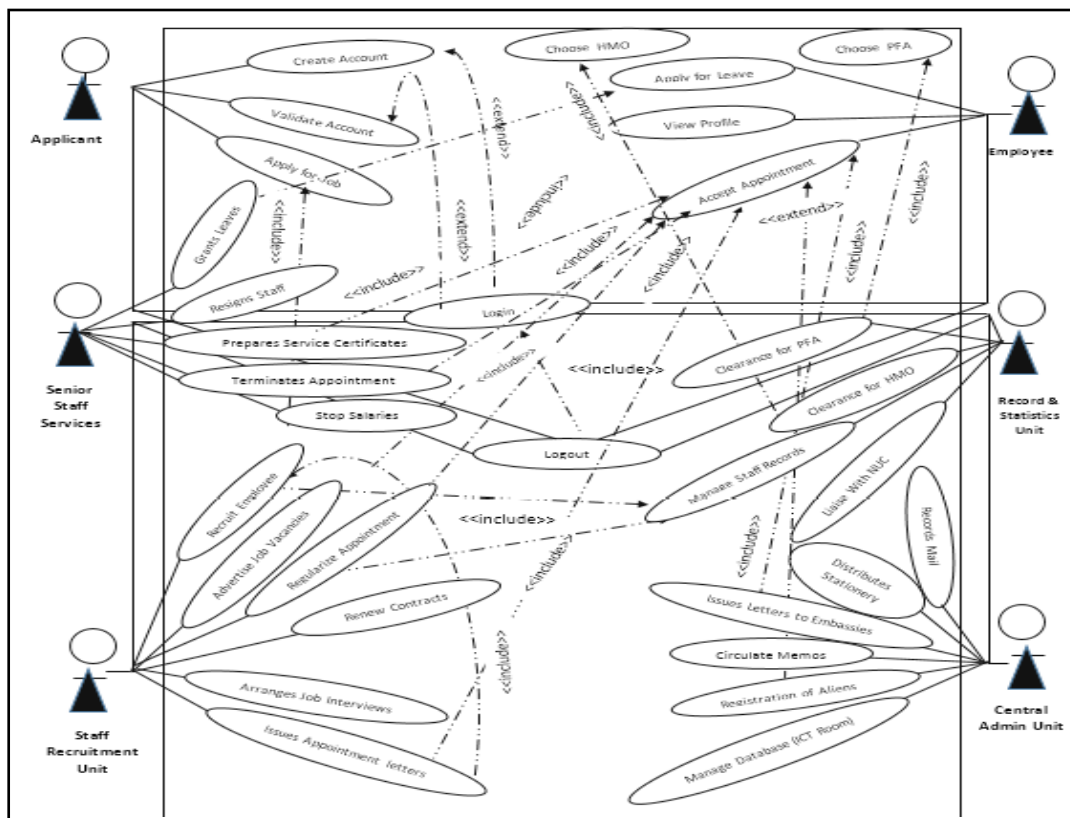 Create Account
Choose HMO
Choose PFA
Apply for Leave
Applicant
Validate Account
<<extend>>
<<include>>
View Profile
Employee
Apply for Job
Accept Appointment
<<include>>
Grants Leaves
<<include>>
<<include>>
<<extend>>
<<include>>
<<extend>>
<<include>>
<<include>>
<<include>>
<<include>>
Resigns Staff
Login
Prepares Service Certificates
Clearance for PFA
Senior
Staff
Services
Terminates Appointment
<<include>>
<<include>>
Clearance for HMO
Record &
Statistics
Unit
Stop Salaries
Logout
Manage Staff Records
Liaise With NUC
Recruit Employee
Advertise Job Vacancies
Regularize Appointment
<<include>>
Records Mail
<<include>>
<<include>>
Distributes
Stationery
Renew Contracts
Issues Letters to Embassies
<<include>>
Circulate Memos
Arranges Job Interviews
Registration of Aliens
Staff
Recruitment
Unit
Central
Admin Unit
Issues Appointment letters
Manage Database (ICT Room)